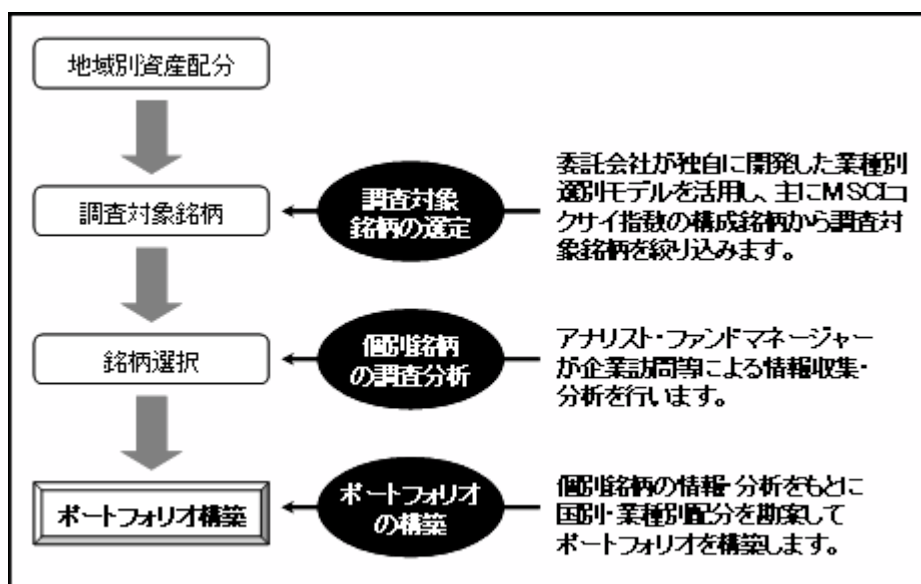 地域別資産配分
調査対象銘柄
調査対象
銘柄の選定
委託会社が独自に開発した業種別
選別モデルを活用し、主にMSCIコ
クサイ指数の構成銘柄から調査対
象銘柄を絞り込みます。
銘柄選択
個別銘柄
の調査分析
アナリスト・ファンドマネージャー
が企業訪問等による情報収集・
分析を行います。
ポートフォリオ構築
ポートフォリオ
の構築
個別銘柄の情報・分析をもとに
国別・業種別配分を勘案して
ポートフォリオを構築します。